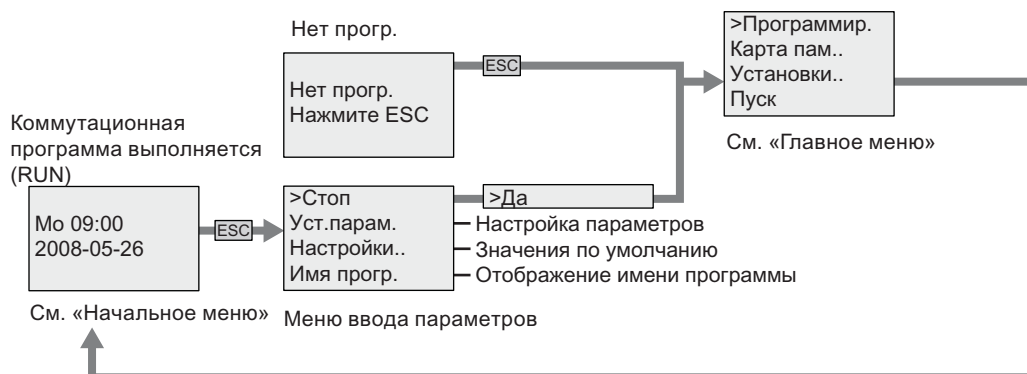 Нет прогр.
Нет прогр.
Нажмите ESC
ESC
>Программир.
Карта пам..
Установки..
Пуск
См. «Главное меню»
Коммутационная
программа выполняется
(RUN)
Мо 09:00
2008-05-26
ESC
См. «Начальное меню»
>Стоп
Уст.парам.
Настройки..
Имя прогр.
>Да
Настройка параметров
Значения по умолчанию
Отображение имени программы
Меню ввода параметров